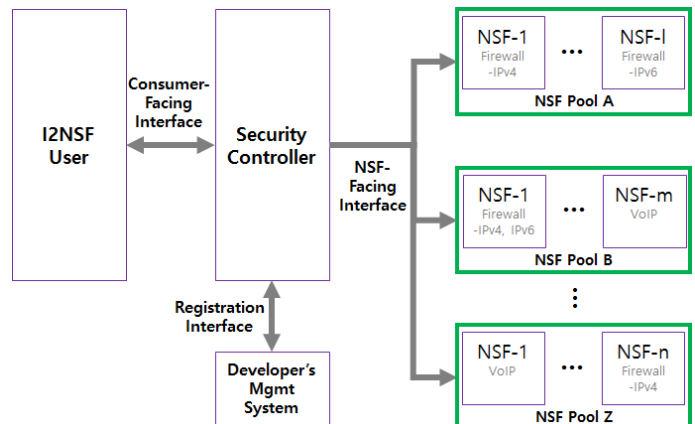 I2NSF
User
Consumer-
Facing
Interface
Security
Controller
NSF-
Facing
Interface
Registration
Interface
Developer's
Mgmt
System
NSF-1
Firewall
-IPv4
...
NSF-l
Firewall
-IPv6
NSF Pool A
NSF-1
Firewall
-IPv4, IPv6
...
NSF-m
VoIP
NSF Pool B
...
NSF-1
VoIP
...
NSF-n
Firewall
-IPv4
NSF Pool Z